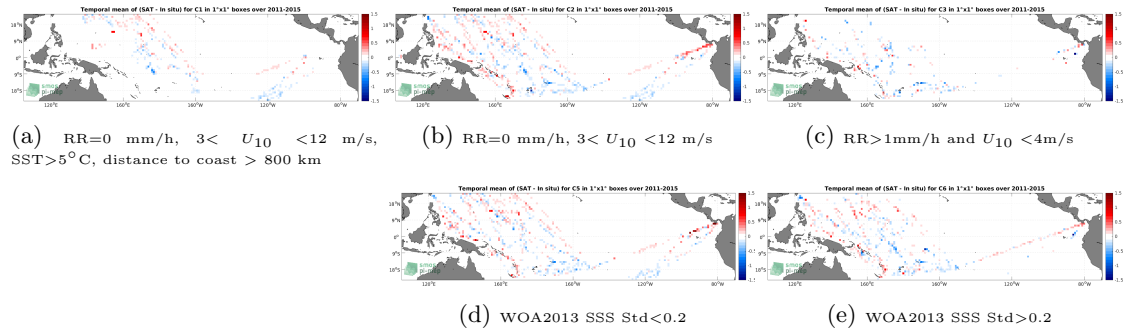 Temporal mean of (SAT - In situ) for C1 in 1°x1° boxes over 2011-2015
Temporal mean of (SAT - In situ) for C2 in 1°x1° boxes over 2011-2015
Temporal mean of (SAT - In situ) for C3 in 1°x1° boxes over 2011-2015
18°N
9°N
0°
9°S
18°S
120°E
160°E
160°W
120°W
80°W
1.5
1
0.5
0
-0.5
-1
-1.5
pi-mep
(a) RR=0 mm/h, 3< U10 <12 m/s, SST>5°C, distance to coast > 800 km
(b) RR=0 mm/h, 3< U10 <12 m/s
(c) RR>1mm/h and U10 <4m/s
Temporal mean of (SAT - In situ) for C5 in 1°x1° boxes over 2011-2015
Temporal mean of (SAT - In situ) for C6 in 1°x1° boxes over 2011-2015
(d) WOA2013 SSS Std<0.2
(e) WOA2013 SSS Std>0.2